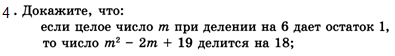 4. Докажите, что:
если целое число m при делении на 6 дает остаток 1,
то число m² – 2m + 19 делится на 18;